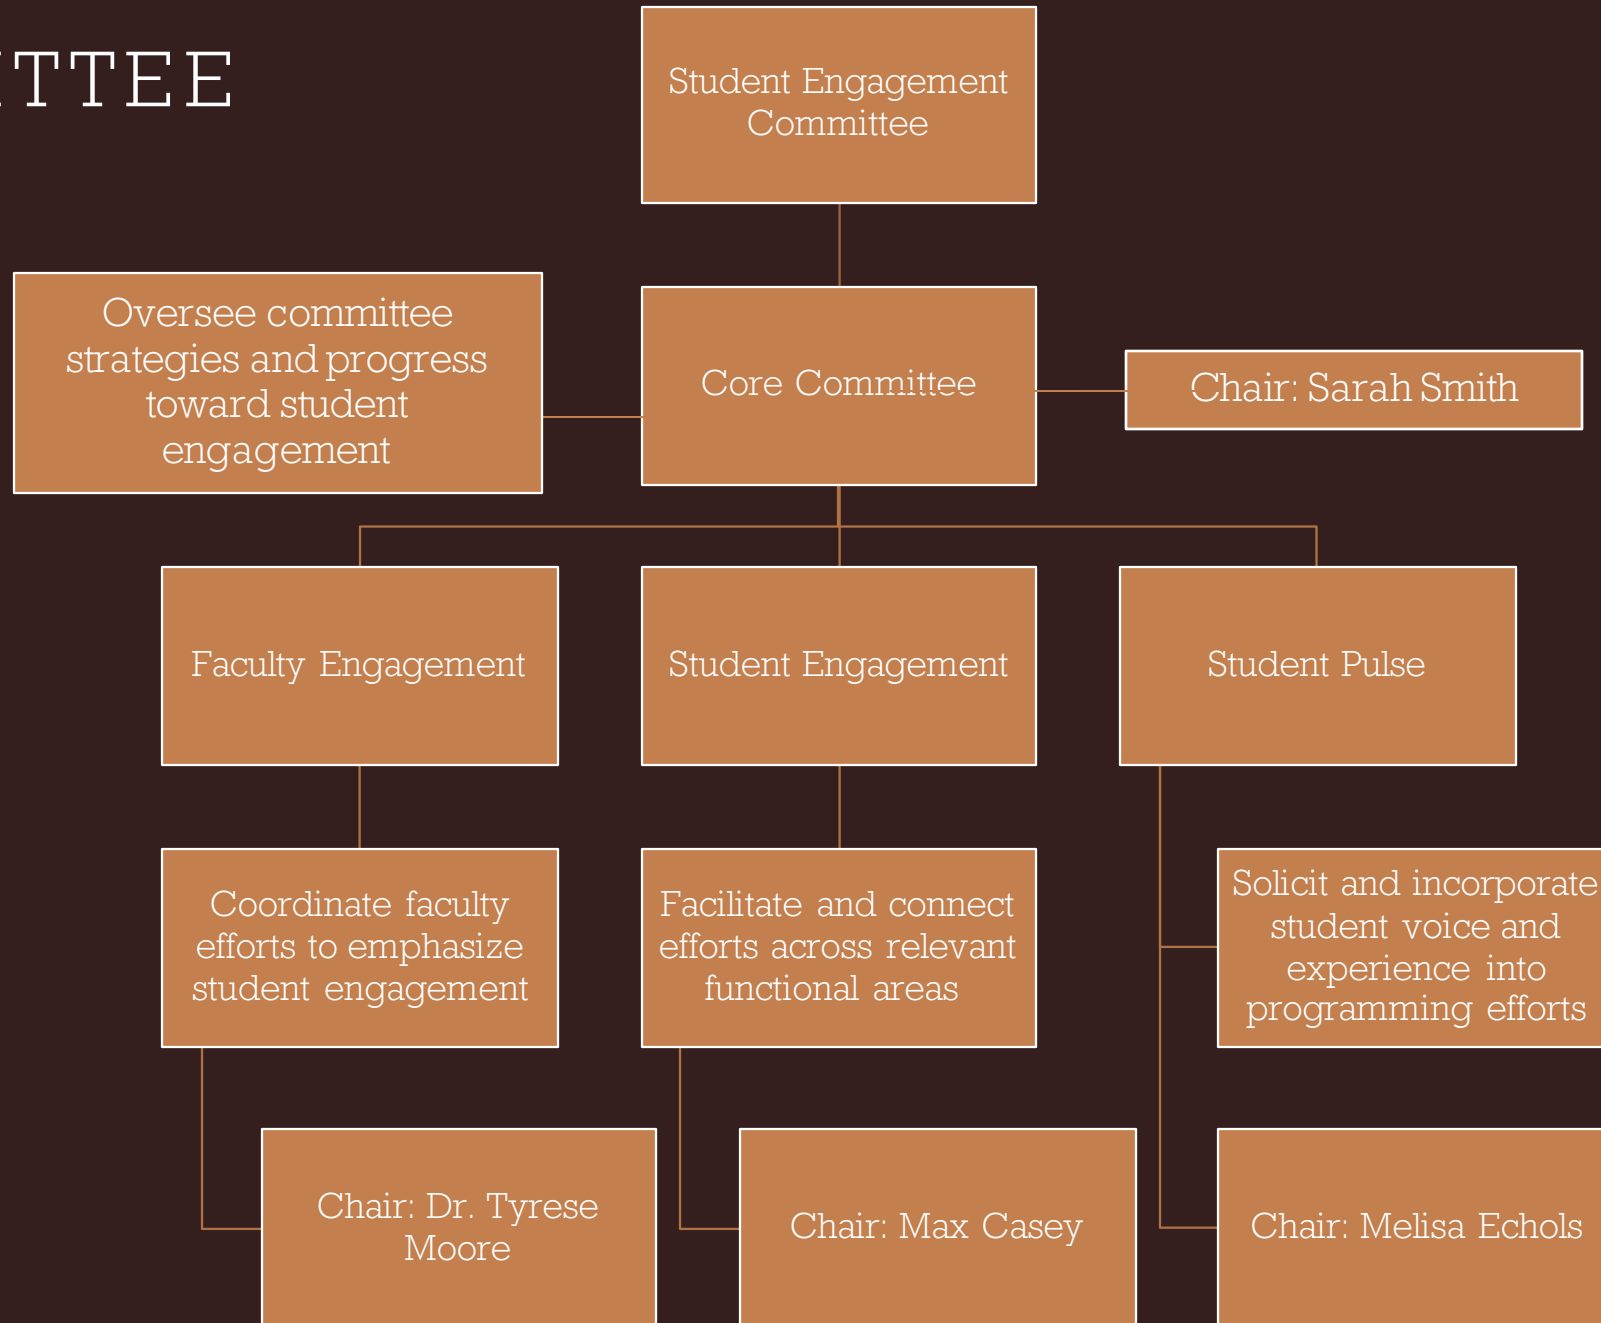 TTEE
Student Engagement
Committee
Oversee committee
strategies and progress
toward student
engagement
Core Committee
Chair: Sarah Smith
Faculty Engagement
Student Engagement
Student Pulse
Coordinate faculty
efforts to emphasize
student engagement
Facilitate and connect
efforts across relevant
functional areas
Solicit and incorporate
student voice and
experience into
programming efforts
Chair: Dr. Tyrese
Moore
Chair: Max Casey
Chair: Melisa Echols